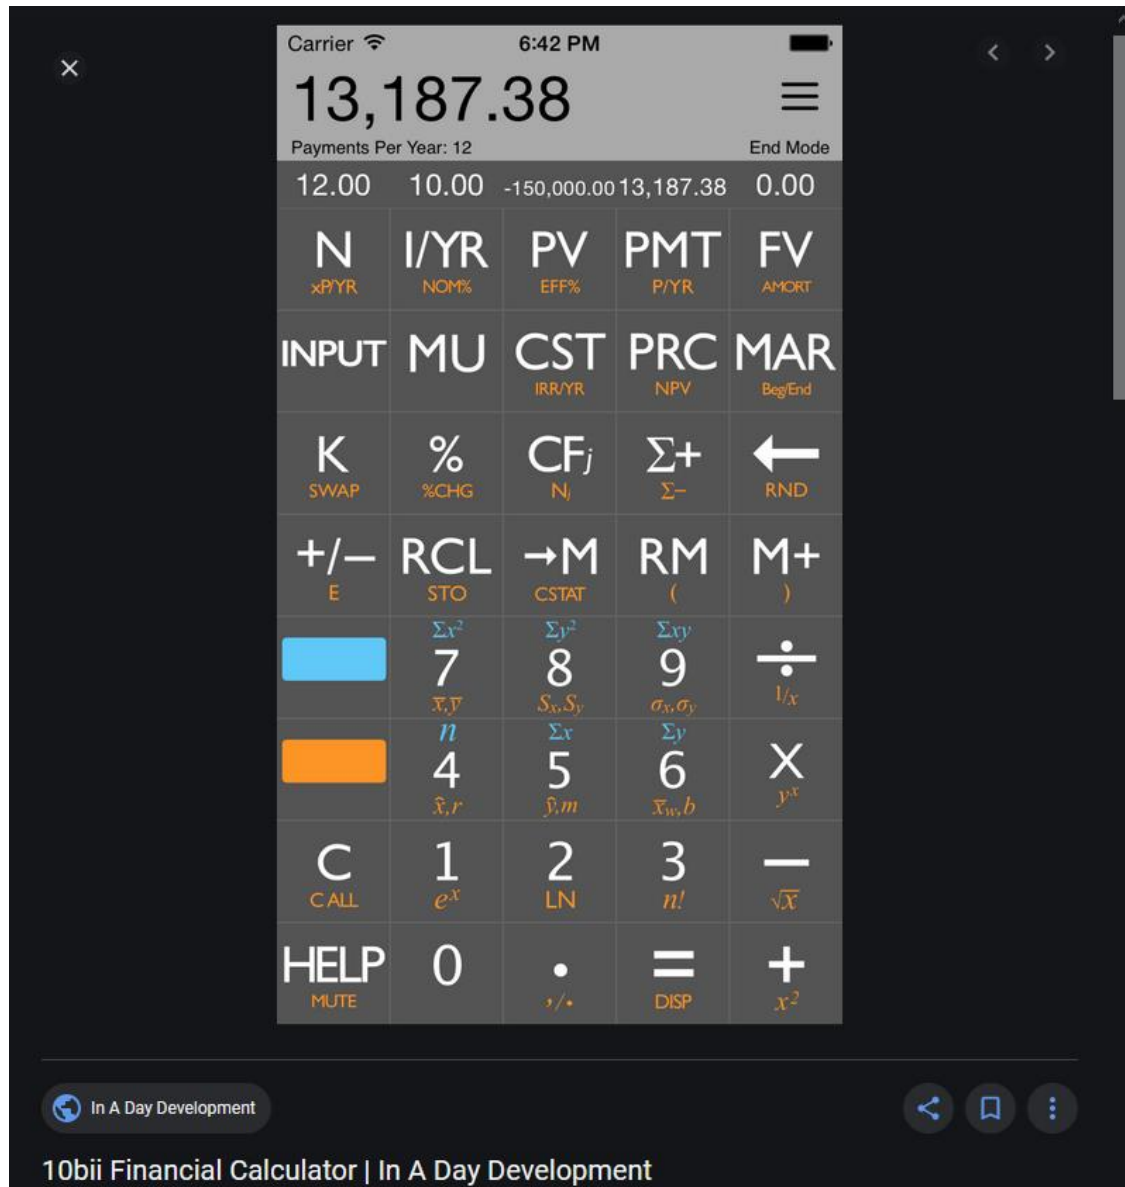 Carrier 6:42 PM
13,187.38
Payments Per Year: 12 End Mode
12.00 10.00 -150,000.00 13,187.38 0.00
N I/YR PV PMT FV
xP/YR NOM% EFF% P/YR AMORT
INPUT MU CST PRC MAR
IRR/YR NPV Beg/End
K % CFj Σ+ ←
SWAP %CHG Nj Σ− RND
+/− RCL →M RM M+
E STO CSTAT ( )
Σx² Σy² Σxy
7 8 9 ÷
x̅,y̅ Sx,Sy σx,σy 1/x
n Σx Σy
4 5 6 X
x̂,r ŷ,m x̅w,b yˣ
C 1 2 3 −
C ALL eˣ LN n! √x
HELP 0 . = +
MUTE ,/. DISP x²
In A Day Development
10bii Financial Calculator | In A Day Development